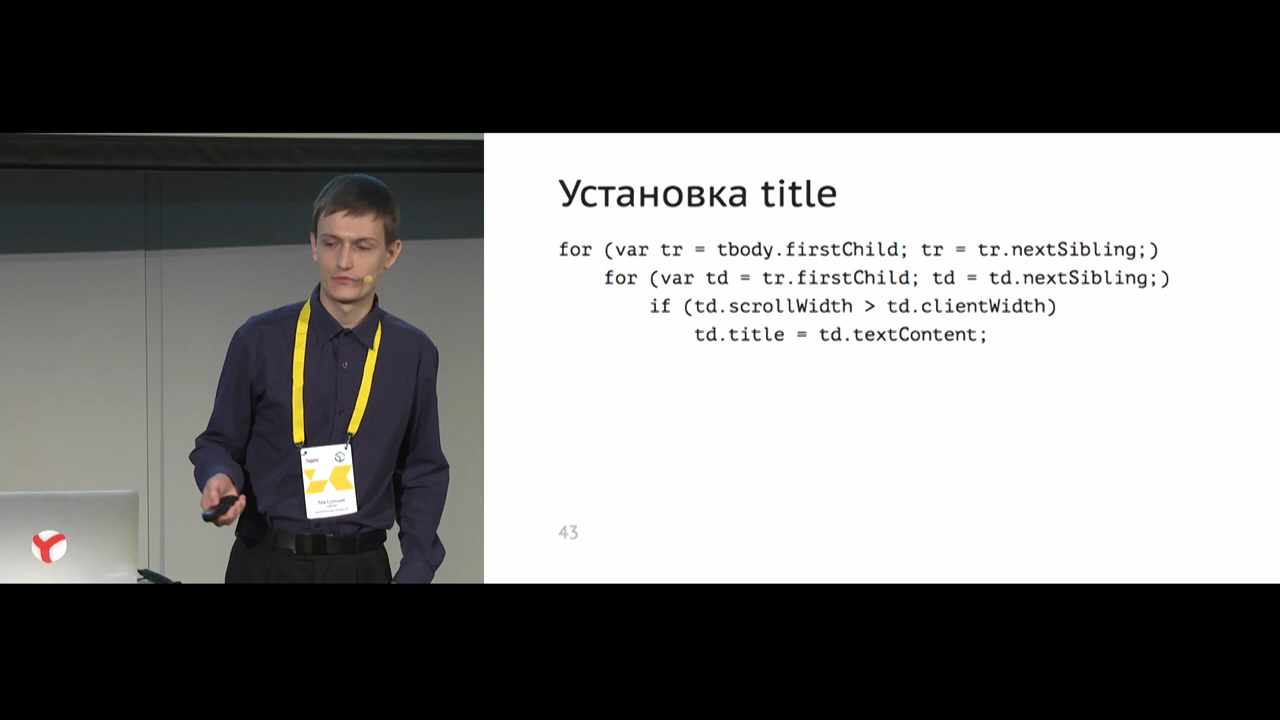 Установка title
for (var tr = tbody.firstChild; tr = tr.nextSibling;)
for (var td = tr.firstChild; td = td.nextSibling;)
if (td.scrollWidth > td.clientWidth)
td.title = td.textContent;
43